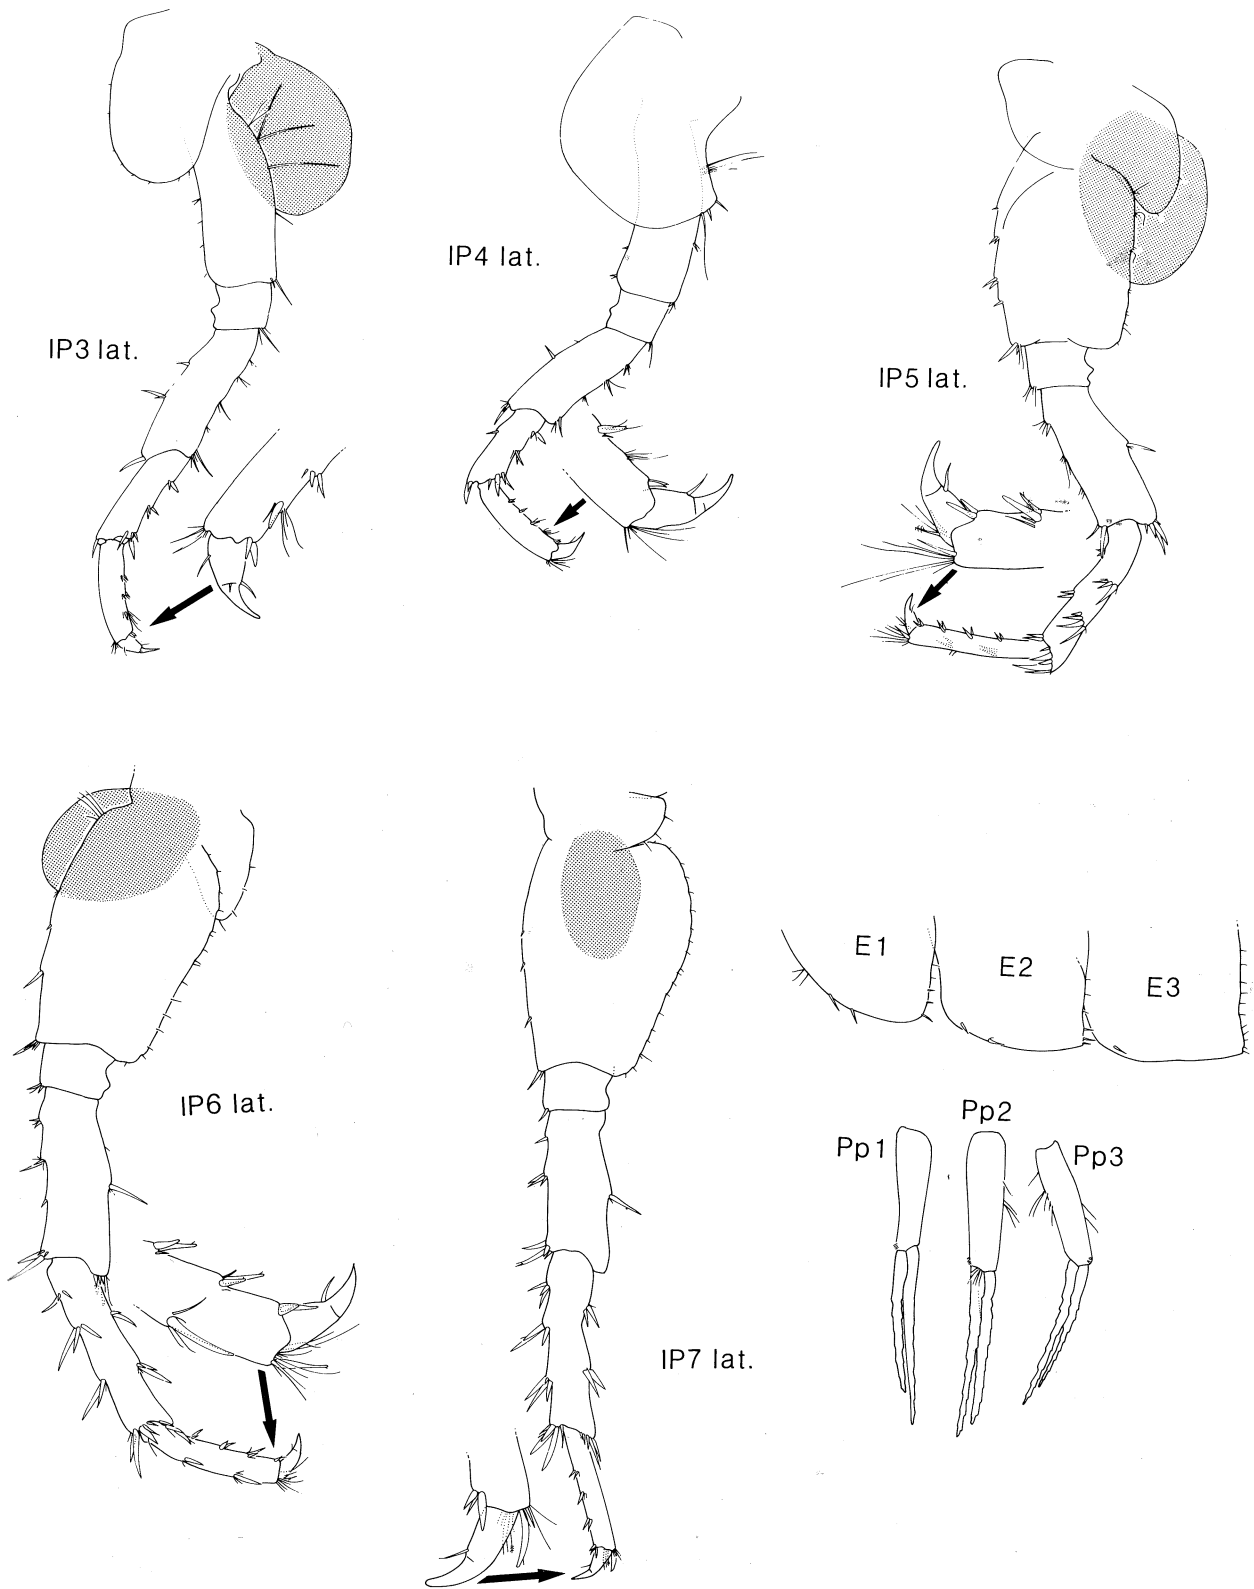 IP4 lat.
IP3 lat.
IP5 lat.
E1
E2
E3
IP6 lat.
Pp2
Pp1
Pp3
IP7 lat.